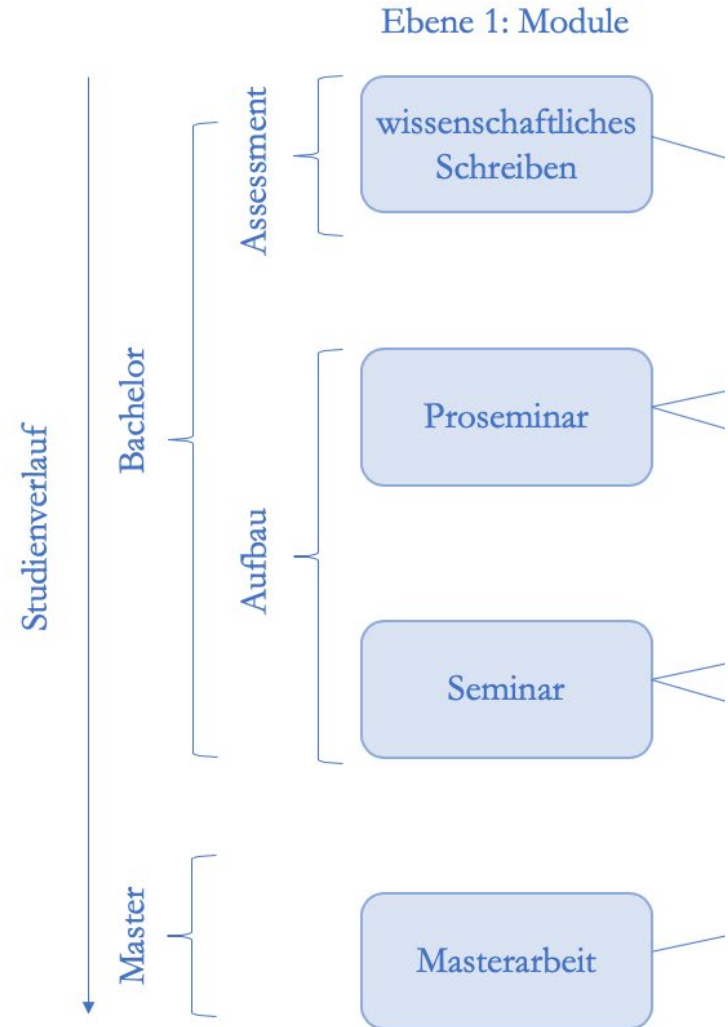 Ebene 1: Module
Studienverlauf
Bachelor
Assessment
wissenschaftliches
Schreiben
Aufbau
Proseminar
Seminar
Master
Masterarbeit